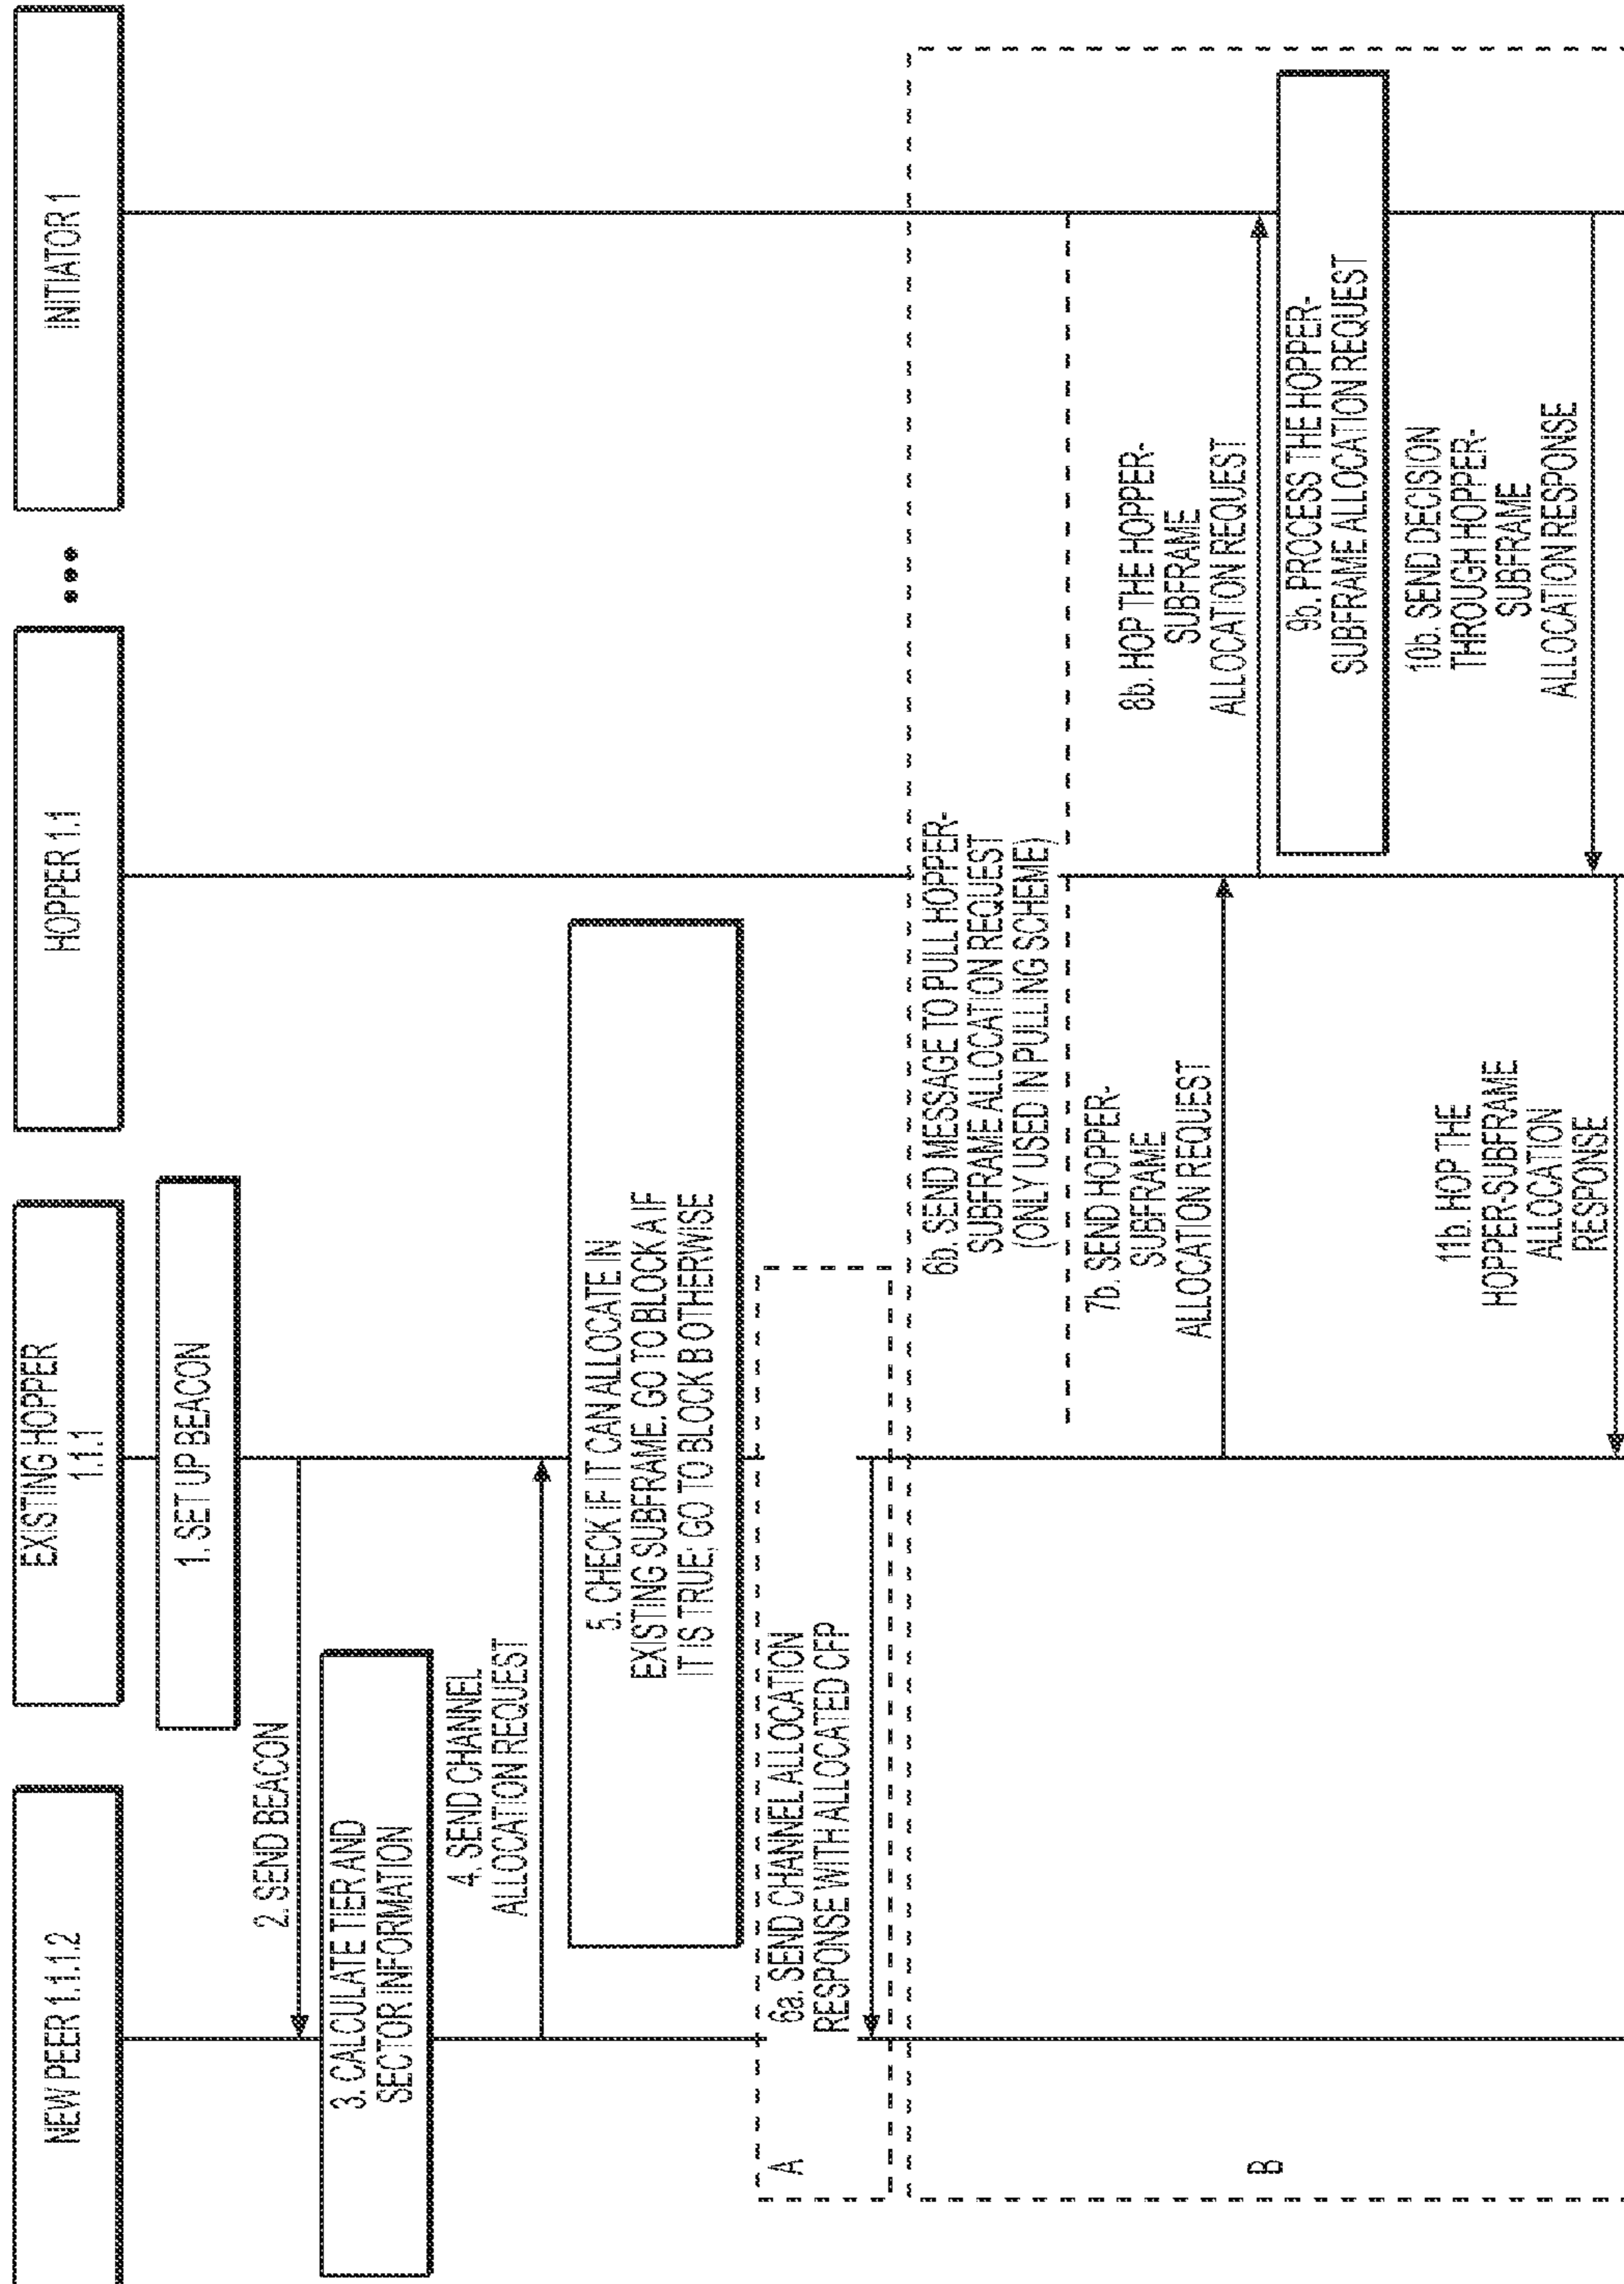 NEW PEER 1.1.1.2
EXISTING HOPPER
1.1.1
HOPPER 1.1
•••
INITIATOR 1
1. SET UP BEACON
2. SEND BEACON
3. CALCULATE TIER AND
SECTOR INFORMATION
4. SEND CHANNEL
ALLOCATION REQUEST
5. CHECK IF IT CAN ALLOCATE IN
EXISTING SUBFRAME. GO TO BLOCK A IF
IT IS TRUE; GO TO BLOCK B OTHERWISE
A
6a. SEND CHANNEL ALLOCATION
RESPONSE WITH ALLOCATED CFP
6b. SEND MESSAGE TO PULL HOPPER-
SUBFRAME ALLOCATION REQUEST
(ONLY USED IN PULLING SCHEME)
7b. SEND HOPPER-
SUBFRAME
ALLOCATION REQUEST
8b. HOP THE HOPPER-
SUBFRAME
ALLOCATION REQUEST
B
9b. PROCESS THE HOPPER-
SUBFRAME ALLOCATION REQUEST
10b. SEND DECISION
THROUGH HOPPER-
SUBFRAME
ALLOCATION RESPONSE
11b. HOP THE
HOPPER-SUBFRAME
ALLOCATION
RESPONSE